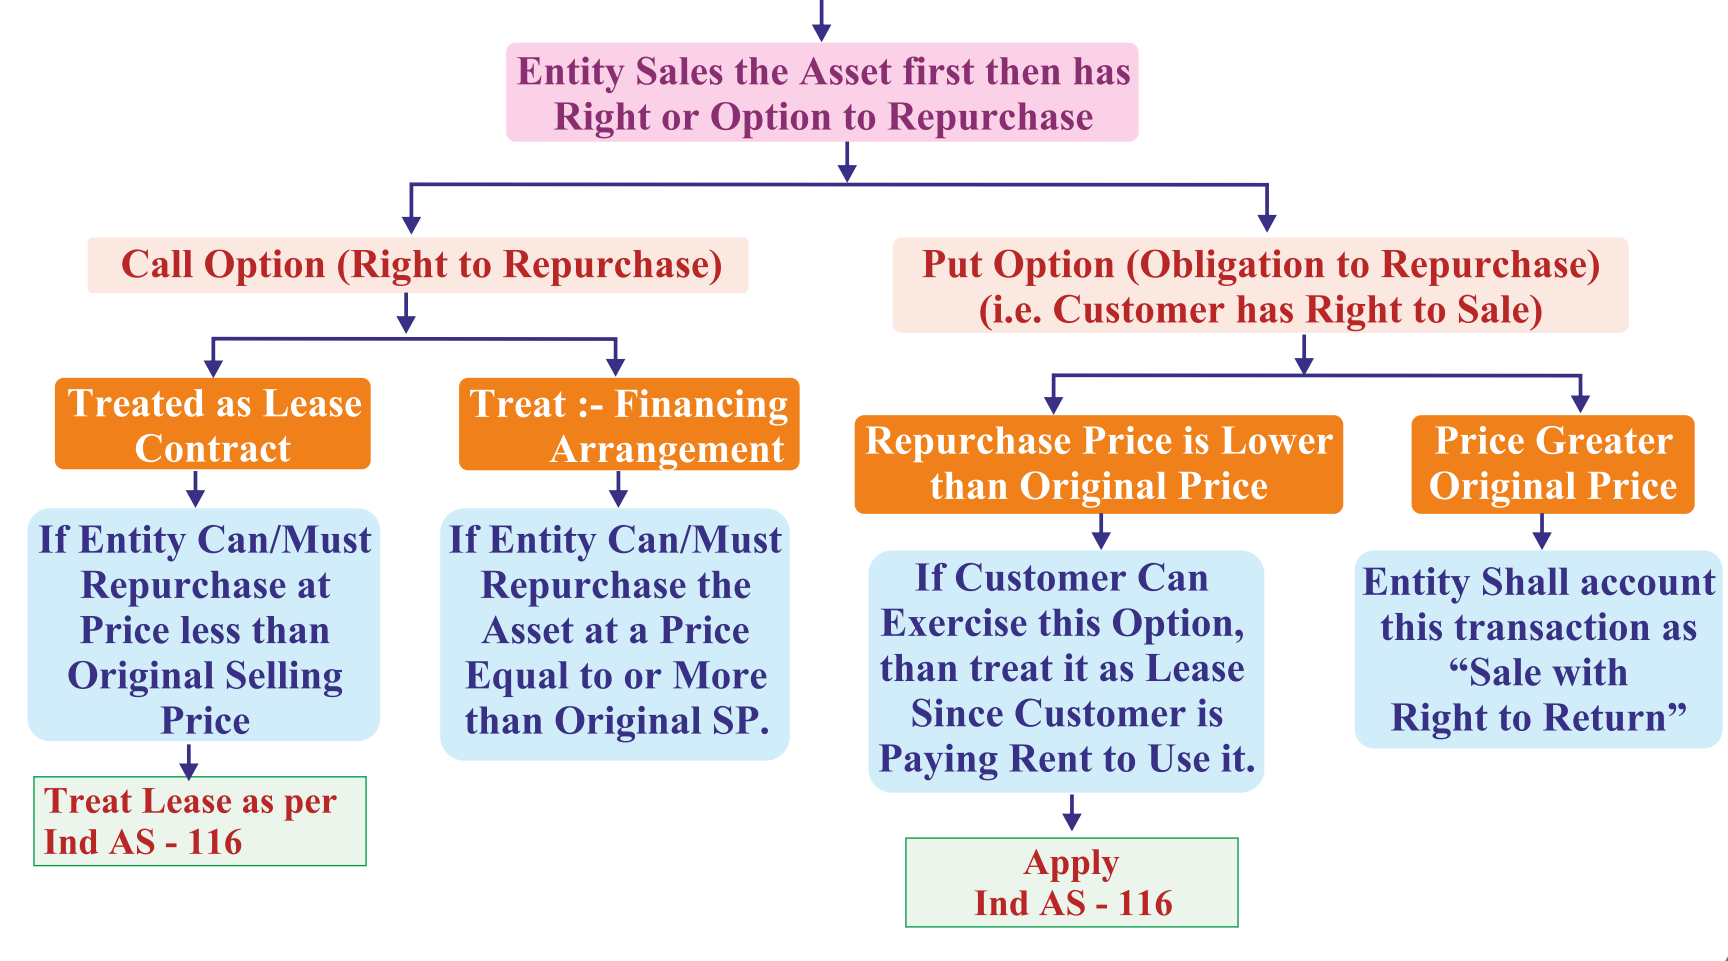 Entity Sales the Asset first then has
Right or Option to Repurchase
Call Option (Right to Repurchase)
Put Option (Obligation to Repurchase)
(i.e. Customer has Right to Sale)
Treated as Lease
Contract
Treat :- Financing
Arrangement
Repurchase Price is Lower
than Original Price
Price Greater
Original Price
If Entity Can/Must
Repurchase at
Price less than
Original Selling
Price
If Entity Can/Must
Repurchase the
Asset at a Price
Equal to or More
than Original SP.
If Customer Can
Exercise this Option,
than treat it as Lease
Since Customer is
Paying Rent to Use it.
Entity Shall account
this transaction as
“Sale with
Right to Return”
Treat Lease as per
Ind AS - 116
Apply
Ind AS - 116